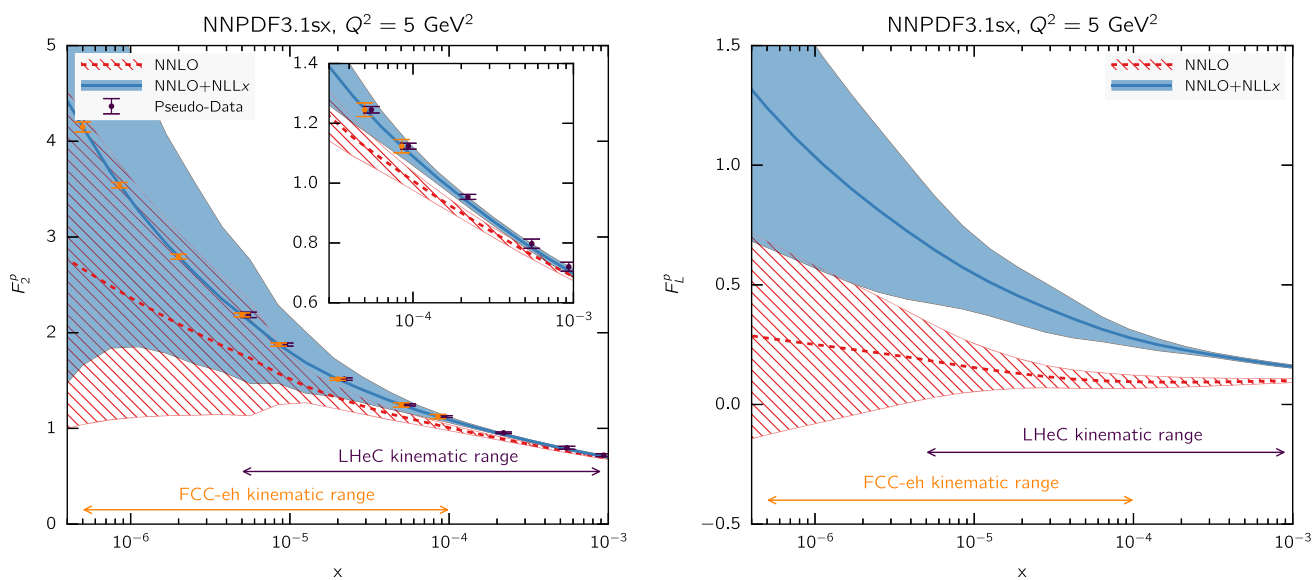 NNPDF3.1sx, Q² = 5 GeV²
5
4
3
2
1
0
F₂ᵖ
NNLO
NNLO+NLLx
Pseudo-Data
1.4
1.2
1.0
0.8
0.6
10⁻⁴
10⁻³
LHeC kinematic range
FCC-eh kinematic range
10⁻⁶
10⁻⁵
10⁻⁴
10⁻³
x
NNPDF3.1sx, Q² = 5 GeV²
1.5
1.0
0.5
0.0
−0.5
F_Lᵖ
NNLO
NNLO+NLLx
LHeC kinematic range
FCC-eh kinematic range
10⁻⁶
10⁻⁵
10⁻⁴
10⁻³
x